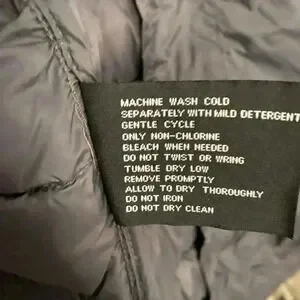 MACHINE WASH COLD
SEPARATELY WITH MILD DETERGENT
GENTLE CYCLE
ONLY NON-CHLORINE
BLEACH WHEN NEEDED
DO NOT TWIST OR WRING
TUMBLE DRY LOW
REMOVE PROMPTLY
ALLOW TO DRY THOROUGHLY
DO NOT IRON
DO NOT DRY CLEAN